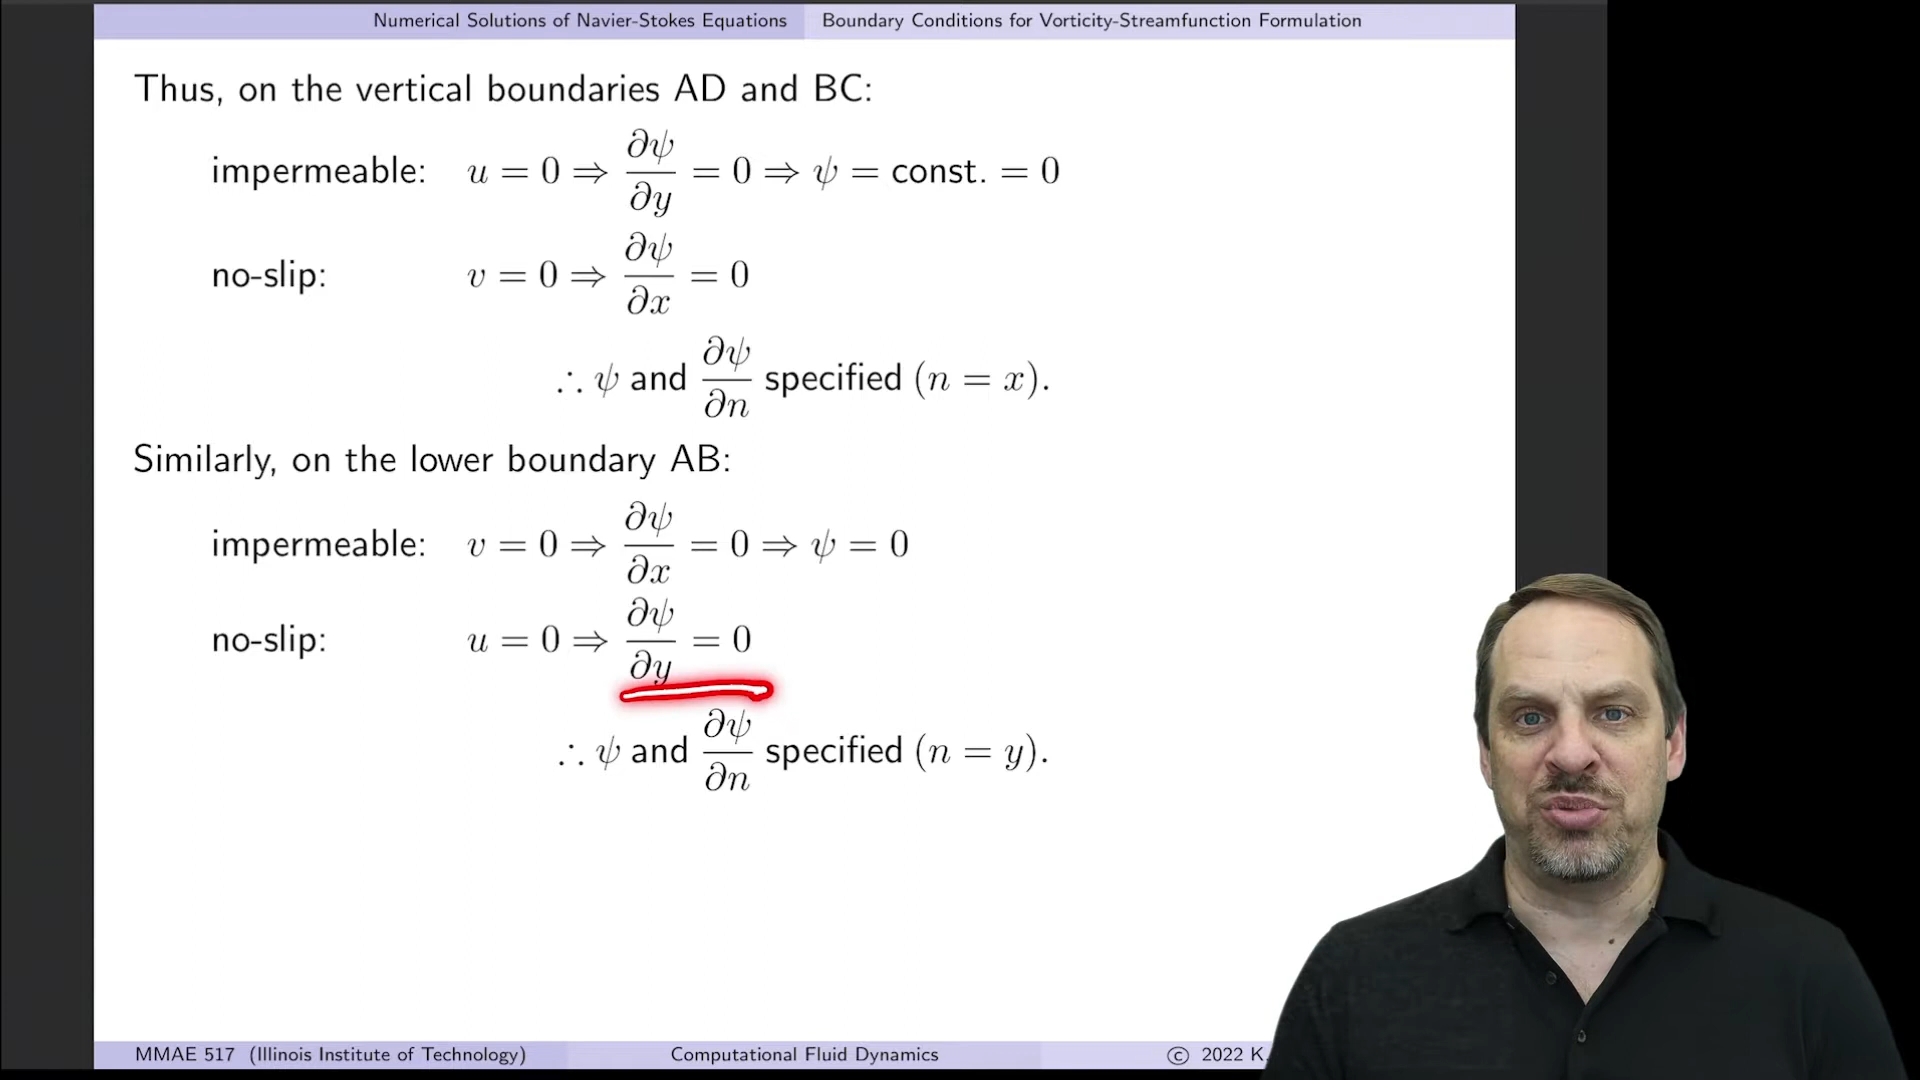 Numerical Solutions of Navier-Stokes Equations Boundary Conditions for Vorticity-Streamfunction Formulation
Thus, on the vertical boundaries AD and BC:
impermeable: u = 0 ⇒ ∂ψ/∂y = 0 ⇒ ψ = const. = 0
no-slip: v = 0 ⇒ ∂ψ/∂x = 0
∴ ψ and ∂ψ/∂n specified (n = x).
Similarly, on the lower boundary AB:
impermeable: v = 0 ⇒ ∂ψ/∂x = 0 ⇒ ψ = 0
no-slip: u = 0 ⇒ ∂ψ/∂y = 0
∴ ψ and ∂ψ/∂n specified (n = y).
MMAE 517 (Illinois Institute of Technology) Computational Fluid Dynamics © 2022 K.